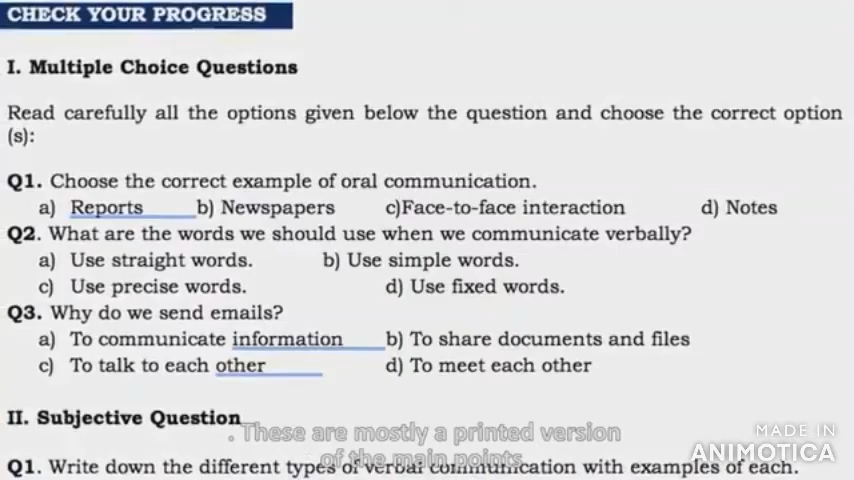 CHECK YOUR PROGRESS
I. Multiple Choice Questions
Read carefully all the options given below the question and choose the correct option
(s):
Q1. Choose the correct example of oral communication.
a) Reports b) Newspapers c)Face-to-face interaction d) Notes
Q2. What are the words we should use when we communicate verbally?
a) Use straight words. b) Use simple words.
c) Use precise words. d) Use fixed words.
Q3. Why do we send emails?
a) To communicate information b) To share documents and files
c) To talk to each other d) To meet each other
II. Subjective Question
. These are mostly a printed version
of the main points
Q1. Write down the different types of verbal communication with examples of each.
MADE IN
ANIMOTICA